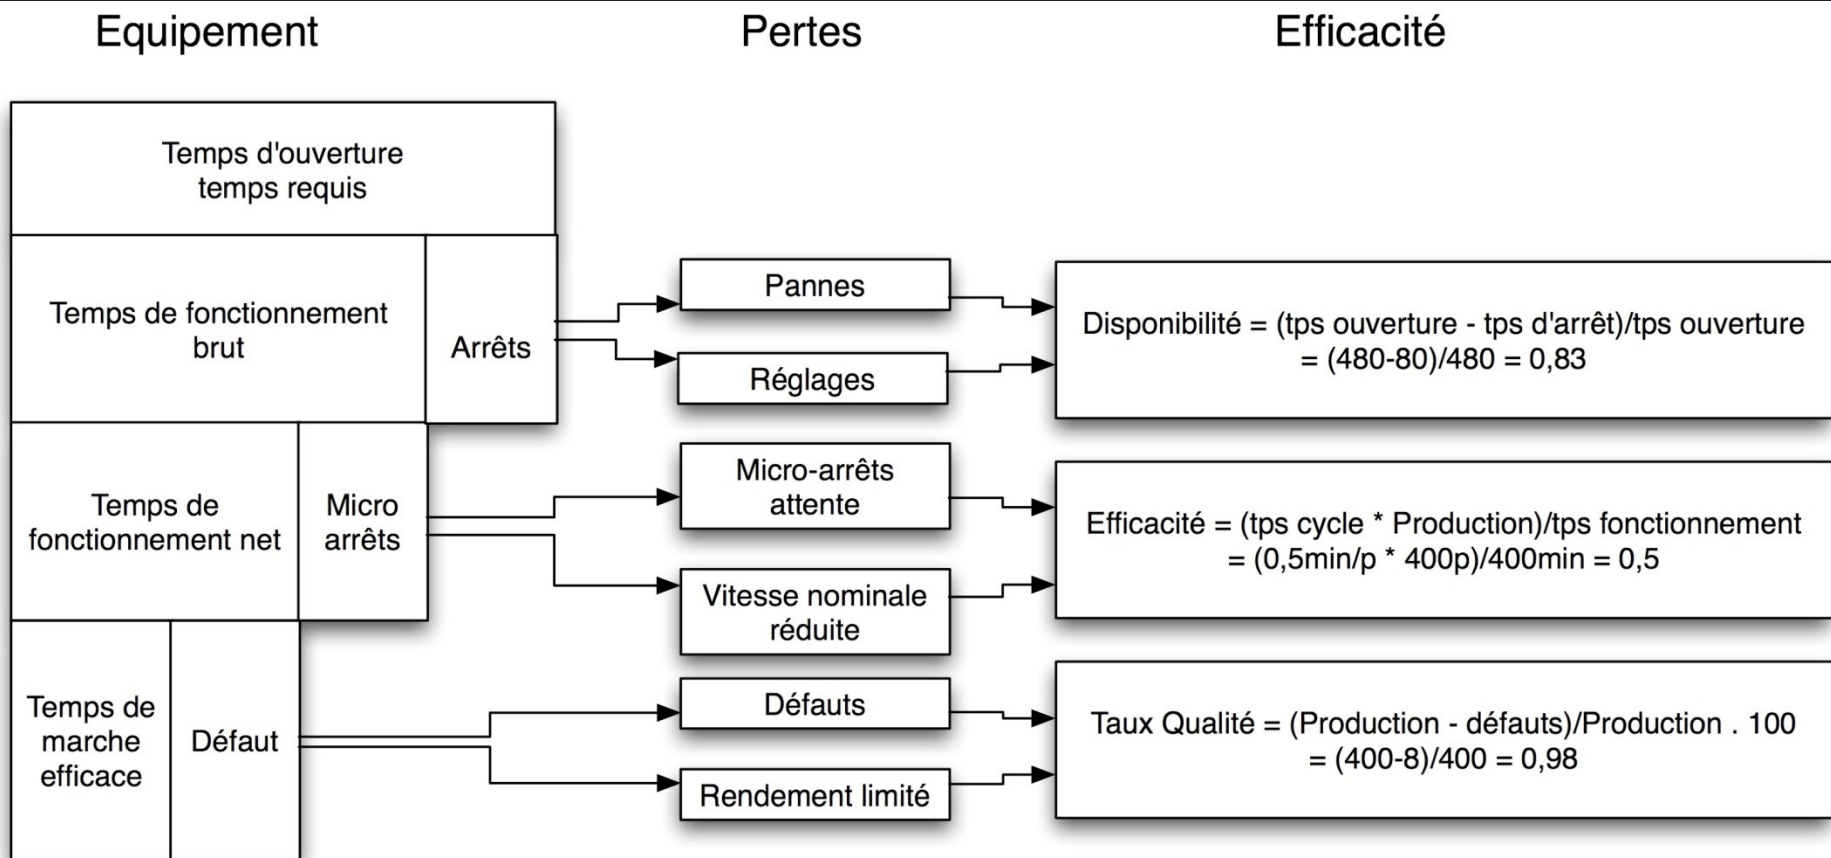 Equipement
Pertes
Efficacité
Temps d'ouverture
temps requis
Temps de fonctionnement
brut
Arrêts
Pannes
Réglages
Disponibilité = (tps ouverture - tps d'arrêt)/tps ouverture
= (480-80)/480 = 0,83
Temps de
fonctionnement net
Micro
arrêts
Micro-arrêts
attente
Vitesse nominale
réduite
Efficacité = (tps cycle * Production)/tps fonctionnement
= (0,5min/p * 400p)/400min = 0,5
Temps de
marche
efficace
Défaut
Défauts
Rendement limité
Taux Qualité = (Production - défauts)/Production . 100
= (400-8)/400 = 0,98